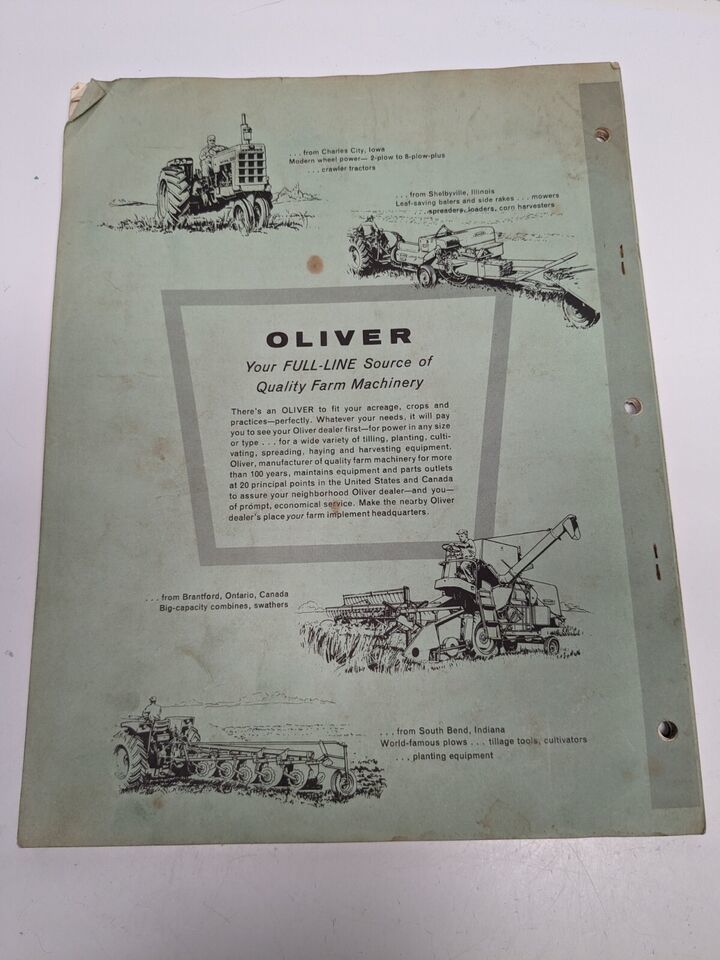 . . . from Charles City, Iowa
Modern wheel power— 2-plow to 8-plow-plus
. . . crawler tractors
. . . from Shelbyville, Illinois
Leaf-saving balers and side rakes . . . mowers
. . . spreaders, loaders, corn harvesters
OLIVER
Your FULL-LINE Source of
Quality Farm Machinery
There's an OLIVER to fit your acreage, crops and
practices—perfectly. Whatever your needs, it will pay
you to see your Oliver dealer first—for power in any size
or type . . . for a wide variety of tilling, planting, culti-
vating, spreading, haying and harvesting equipment.
Oliver, manufacturer of quality farm machinery for more
than 100 years, maintains equipment and parts outlets
at 20 principal points in the United States and Canada
to assure your neighborhood Oliver dealer—and you—
of prompt, economical service. Make the nearby Oliver
dealer's place your farm implement headquarters.
. . . from Brantford, Ontario, Canada
Big-capacity combines, swathers
. . . from South Bend, Indiana
World-famous plows . . . tillage tools, cultivators
. . . planting equipment